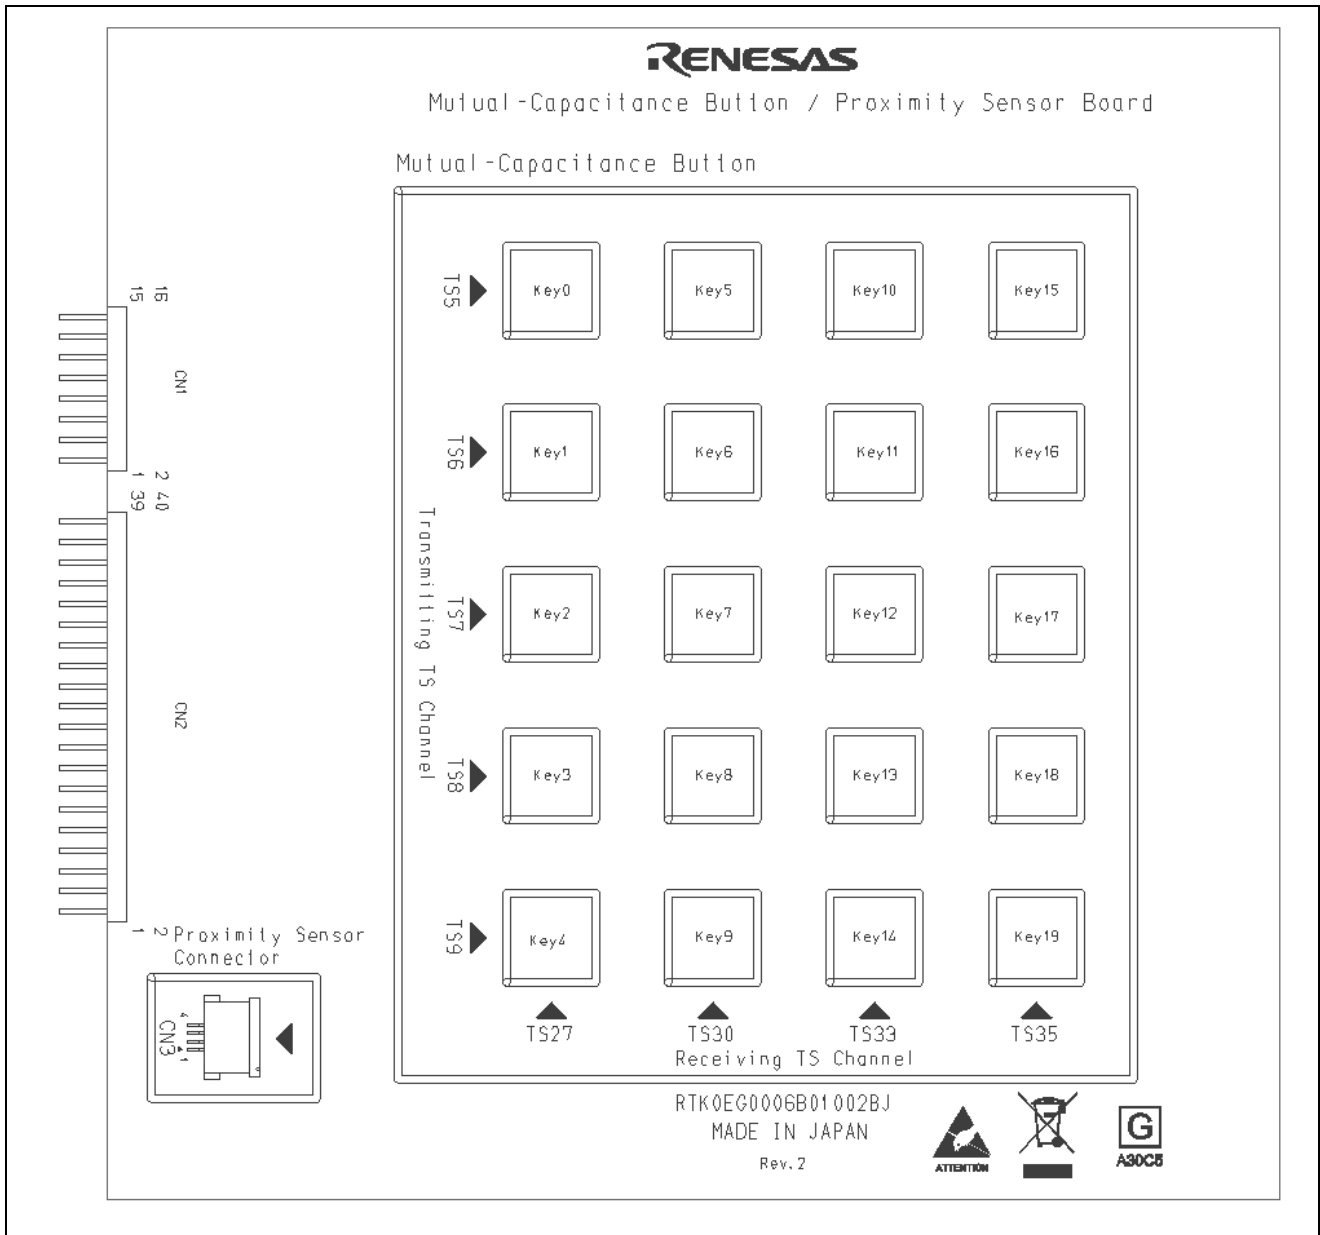 RENESAS
Mutual-Capacitance Button / Proximity Sensor Board
Mutual-Capacitance Button
TS5 Key0 Key5 Key10 Key15
15 16
CN1
TS6 Key1 Key6 Key11 Key16
1 2
39 40
Transmitting TS Channel
TS7 Key2 Key7 Key12 Key17
CN2
TS8 Key3 Key8 Key13 Key18
TS9 Key4 Key9 Key14 Key19
1 2
Proximity Sensor
Connector
4
CN3
1
TS27 TS30 TS33 TS35
Receiving TS Channel
RTK0EG0006B01002BJ
MADE IN JAPAN
Rev.2
ATTENTION
G
A30C5